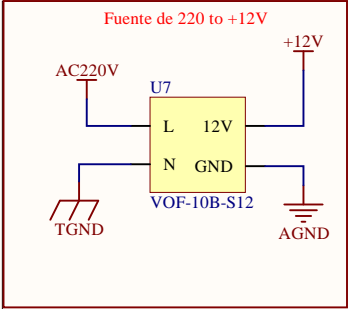 Fuente de 220 to +12V
+12V
AC220V
U7
L 12V
N GND
VOF-10B-S12
TGND
AGND